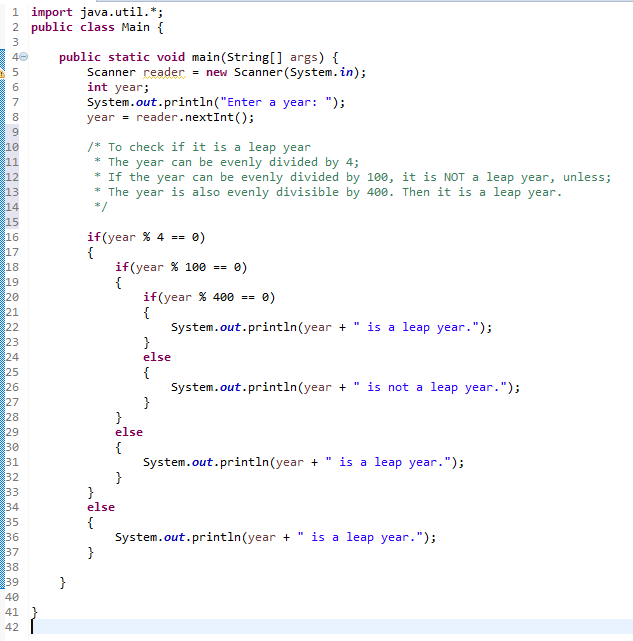 1 import java.util.*;
2 public class Main {
3
4 public static void main(String[] args) {
5 Scanner reader = new Scanner(System.in);
6 int year;
7 System.out.println("Enter a year: ");
8 year = reader.nextInt();
9
10 /* To check if it is a leap year
11 * The year can be evenly divided by 4;
12 * If the year can be evenly divided by 100, it is NOT a leap year, unless;
13 * The year is also evenly divisible by 400. Then it is a leap year.
14 */
15
16 if(year % 4 == 0)
17 {
18 if(year % 100 == 0)
19 {
20 if(year % 400 == 0)
21 {
22 System.out.println(year + " is a leap year.");
23 }
24 else
25 {
26 System.out.println(year + " is not a leap year.");
27 }
28 }
29 else
30 {
31 System.out.println(year + " is a leap year.");
32 }
33 }
34 else
35 {
36 System.out.println(year + " is a leap year.");
37 }
38
39 }
40
41 }
42